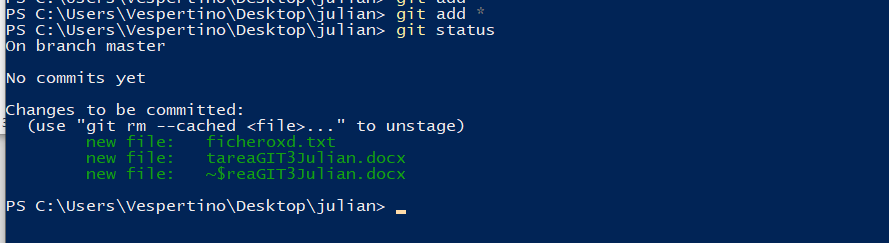 PS C:\Users\Vespertino\Desktop\julian> git add
PS C:\Users\Vespertino\Desktop\julian> git add *
PS C:\Users\Vespertino\Desktop\julian> git status
On branch master
No commits yet
Changes to be committed:
(use "git rm --cached <file>..." to unstage)
new file: ficheroxd.txt
new file: tareaGIT3Julian.docx
new file: ~$reaGIT3Julian.docx
PS C:\Users\Vespertino\Desktop\julian>